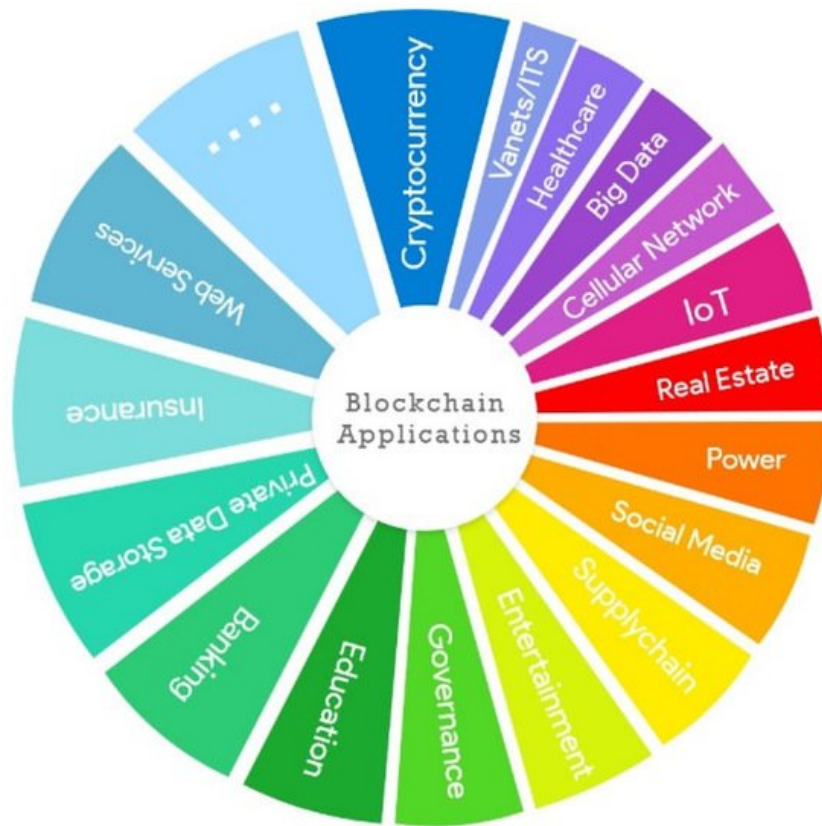 Blockchain
Applications
Cryptocurrency
Vanets/ITS
Healthcare
Big Data
Cellular Network
IoT
Real Estate
Power
Social Media
Supplychain
Entertainment
Governance
Education
Banking
Private Data Storage
Insurance
Web Services
....